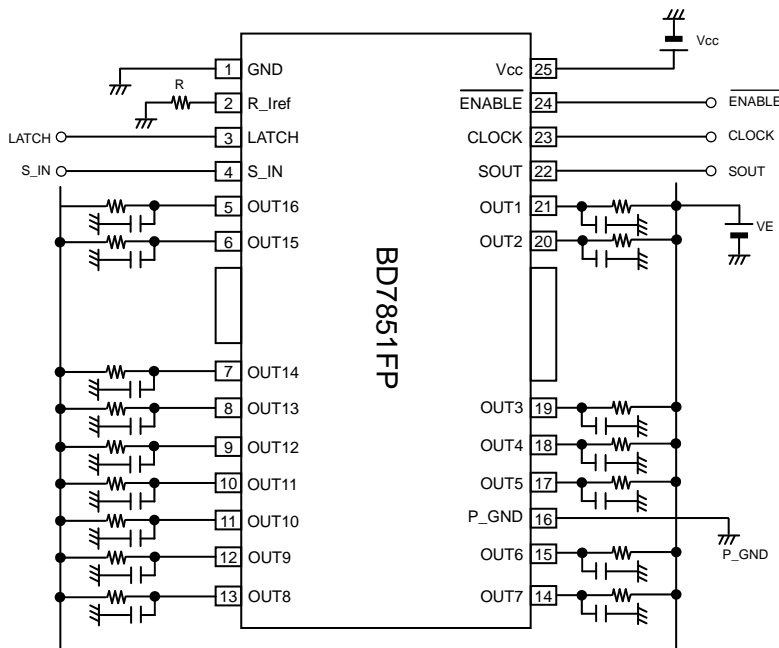 Vcc
1 GND Vcc 25
R
2 R_Iref ENABLE 24 ENABLE
LATCH 3 LATCH CLOCK 23 CLOCK
S_IN 4 S_IN SOUT 22 SOUT
5 OUT16 OUT1 21
VE
6 OUT15 OUT2 20
BD7851FP
7 OUT14
8 OUT13 OUT3 19
9 OUT12 OUT4 18
10 OUT11 OUT5 17
11 OUT10 P_GND 16
P_GND
12 OUT9 OUT6 15
13 OUT8 OUT7 14